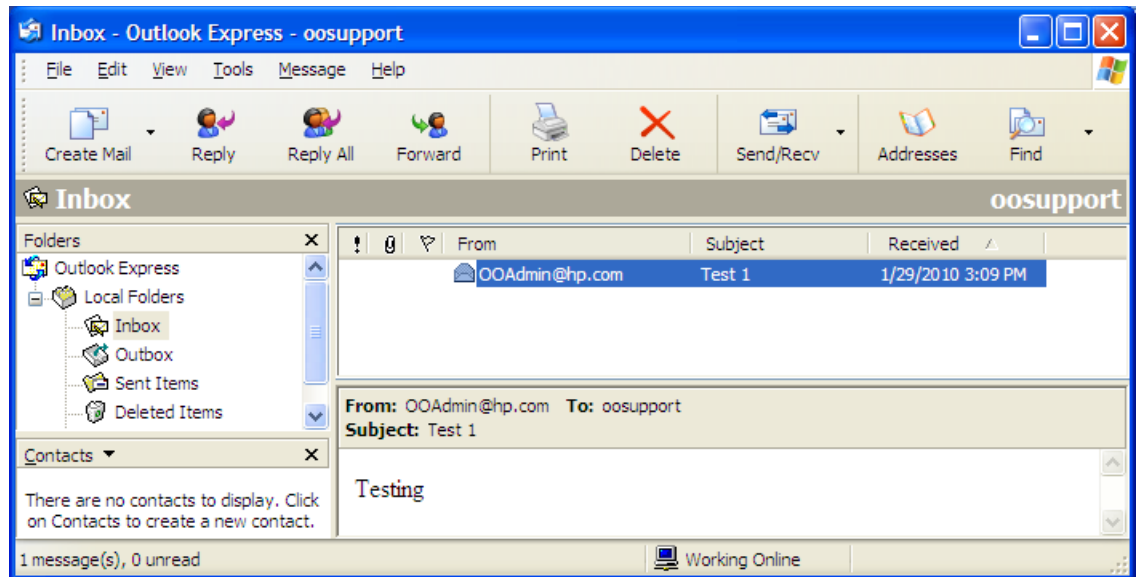 Inbox - Outlook Express - oosupport
File Edit View Tools Message Help
Create Mail Reply Reply All Forward Print Delete Send/Recv Addresses Find
Inbox oosupport
Folders
Outlook Express
Local Folders
Inbox
Outbox
Sent Items
Deleted Items
Contacts
There are no contacts to display. Click
on Contacts to create a new contact.
! From Subject Received
OOAdmin@hp.com Test 1 1/29/2010 3:09 PM
From: OOAdmin@hp.com To: oosupport
Subject: Test 1
Testing
1 message(s), 0 unread Working Online